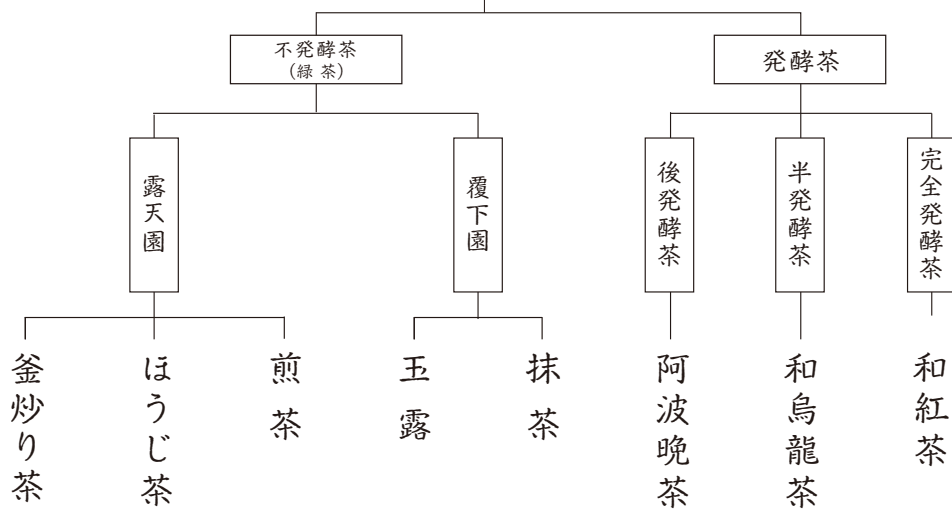 不発酵茶
(緑 茶)
発酵茶
露天園
覆下園
後発酵茶
半発酵茶
完全発酵茶
釜炒り茶
ほうじ茶
煎茶
玉露
抹茶
阿波晩茶
和烏龍茶
和紅茶